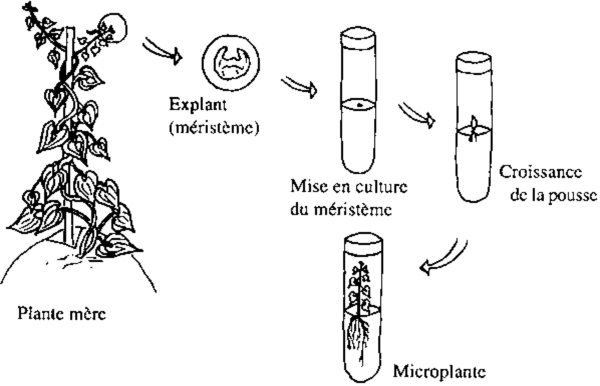 Explant
(méristème)
Mise en culture
du méristème
Croissance
de la pousse
Plante mère
Microplante